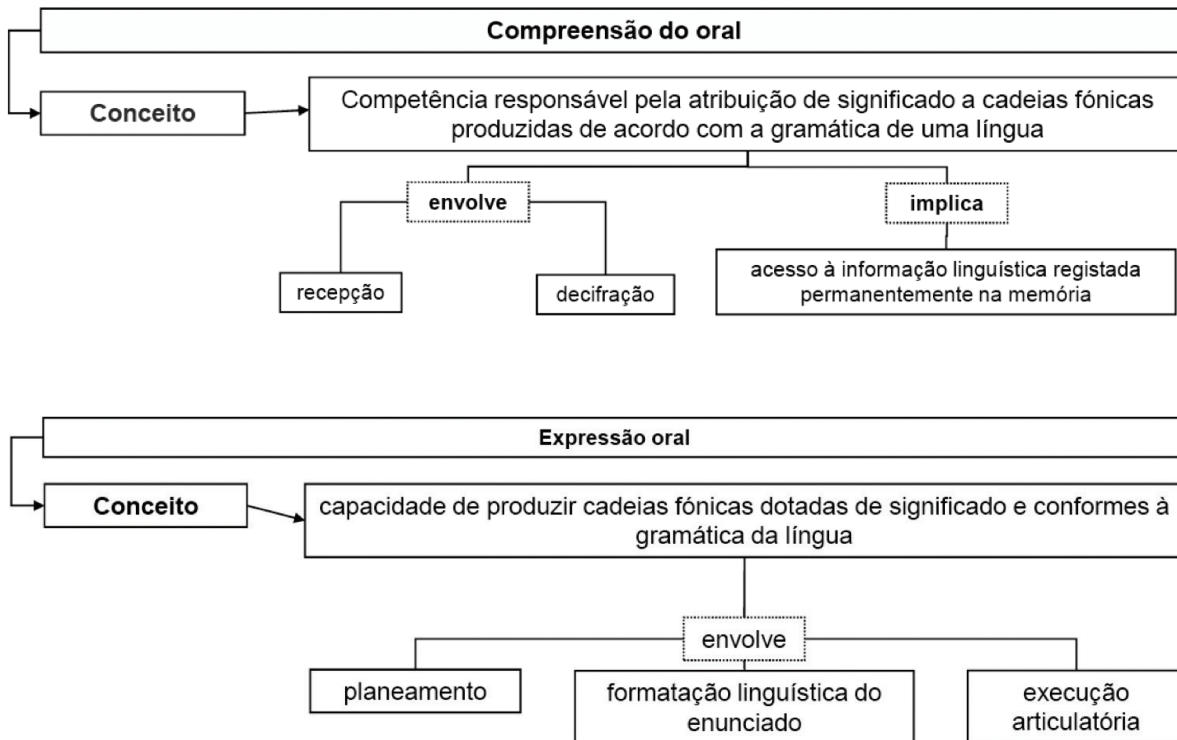 Compreensão do oral
Conceito
Competência responsável pela atribuição de significado a cadeias fónicas
produzidas de acordo com a gramática de uma língua
envolve
implica
recepção
decifração
acesso à informação linguística registada
permanentemente na memória
Expressão oral
Conceito
capacidade de produzir cadeias fónicas dotadas de significado e conformes à
gramática da língua
envolve
planeamento
formatação linguística do
enunciado
execução
articulatória